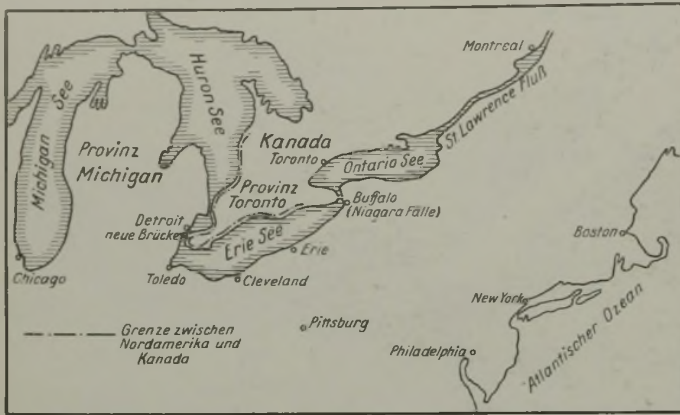 Montreal
St. Lawrence Fluß
Huron See
Michigan See
Kanada
Toronto
Ontario See
Provinz
Michigan
Provinz
Toronto
Buffalo
(Niagara Fälle)
Detroit
neue Brücke
Erie See
Erie
Boston
Chicago
Toledo
Cleveland
New York
Pittsburg
Grenze zwischen
Nordamerika und
Kanada
Philadelphia
Atlantischer Ozean